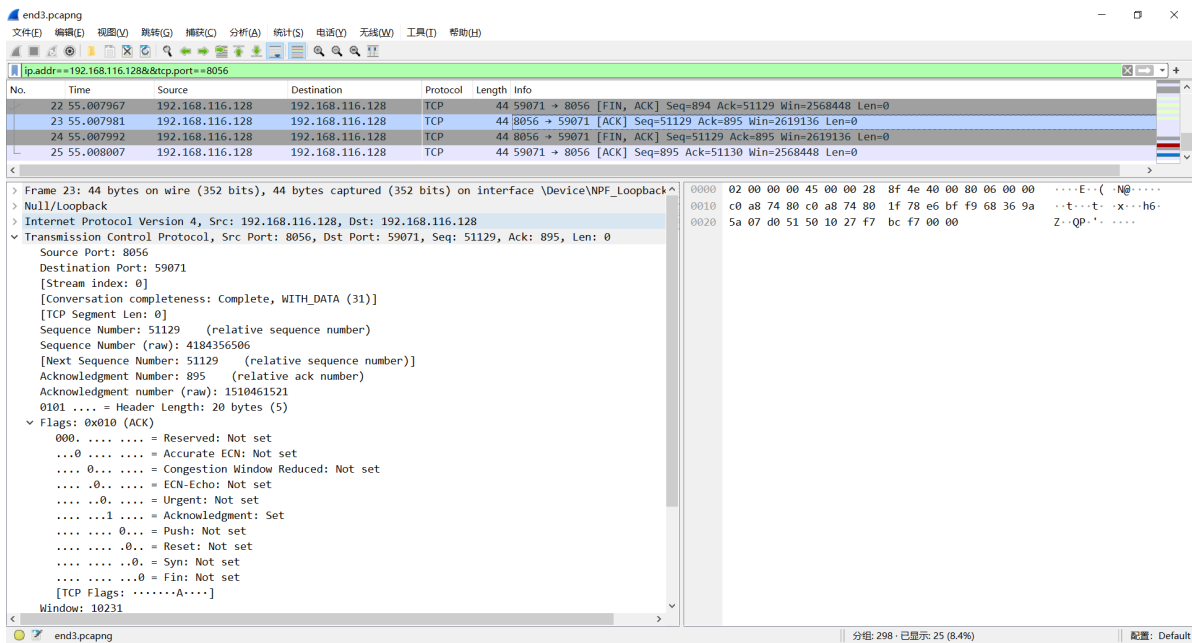 end3.pcapng
文件(F) 编辑(E) 视图(V) 跳转(G) 捕获(C) 分析(A) 统计(S) 电话(Y) 无线(W) 工具(T) 帮助(H)
ip.addr==192.168.116.128&&tcp.port==8056
No. Time Source Destination Protocol Length Info
22 55.007967 192.168.116.128 192.168.116.128 TCP 44 59071 → 8056 [FIN, ACK] Seq=894 Ack=51129 Win=2568448 Len=0
23 55.007981 192.168.116.128 192.168.116.128 TCP 44 8056 → 59071 [ACK] Seq=51129 Ack=895 Win=2619136 Len=0
24 55.007992 192.168.116.128 192.168.116.128 TCP 44 8056 → 59071 [FIN, ACK] Seq=51129 Ack=895 Win=2619136 Len=0
25 55.008007 192.168.116.128 192.168.116.128 TCP 44 59071 → 8056 [ACK] Seq=895 Ack=51130 Win=2568448 Len=0
Frame 23: 44 bytes on wire (352 bits), 44 bytes captured (352 bits) on interface \Device\NPF_Loopback
Null/Loopback
Internet Protocol Version 4, Src: 192.168.116.128, Dst: 192.168.116.128
Transmission Control Protocol, Src Port: 8056, Dst Port: 59071, Seq: 51129, Ack: 895, Len: 0
Source Port: 8056
Destination Port: 59071
[Stream index: 0]
[Conversation completeness: Complete, WITH_DATA (31)]
[TCP Segment Len: 0]
Sequence Number: 51129 (relative sequence number)
Sequence Number (raw): 4184356506
[Next Sequence Number: 51129 (relative sequence number)]
Acknowledgment Number: 895 (relative ack number)
Acknowledgment number (raw): 1510461521
0101 .... = Header Length: 20 bytes (5)
Flags: 0x010 (ACK)
000. .... .... = Reserved: Not set
...0 .... .... = Accurate ECN: Not set
.... 0... .... = Congestion Window Reduced: Not set
.... .0.. .... = ECN-Echo: Not set
.... ..0. .... = Urgent: Not set
.... ...1 .... = Acknowledgment: Set
.... .... 0... = Push: Not set
.... .... .0.. = Reset: Not set
.... .... ..0. = Syn: Not set
.... .... ...0 = Fin: Not set
[TCP Flags: ·······A····]
Window: 10231
0000 02 00 00 00 45 00 00 28 8f 4e 40 00 80 06 00 00 ····E··( ·N@·····
0010 c0 a8 74 80 c0 a8 74 80 1f 78 e6 bf f9 68 36 9a ··t···t· ·x···h6·
0020 5a 07 d0 51 50 10 27 f7 bc f7 00 00 Z··QP·'· ····
end3.pcapng
分组: 298 · 已显示: 25 (8.4%)
配置: Default